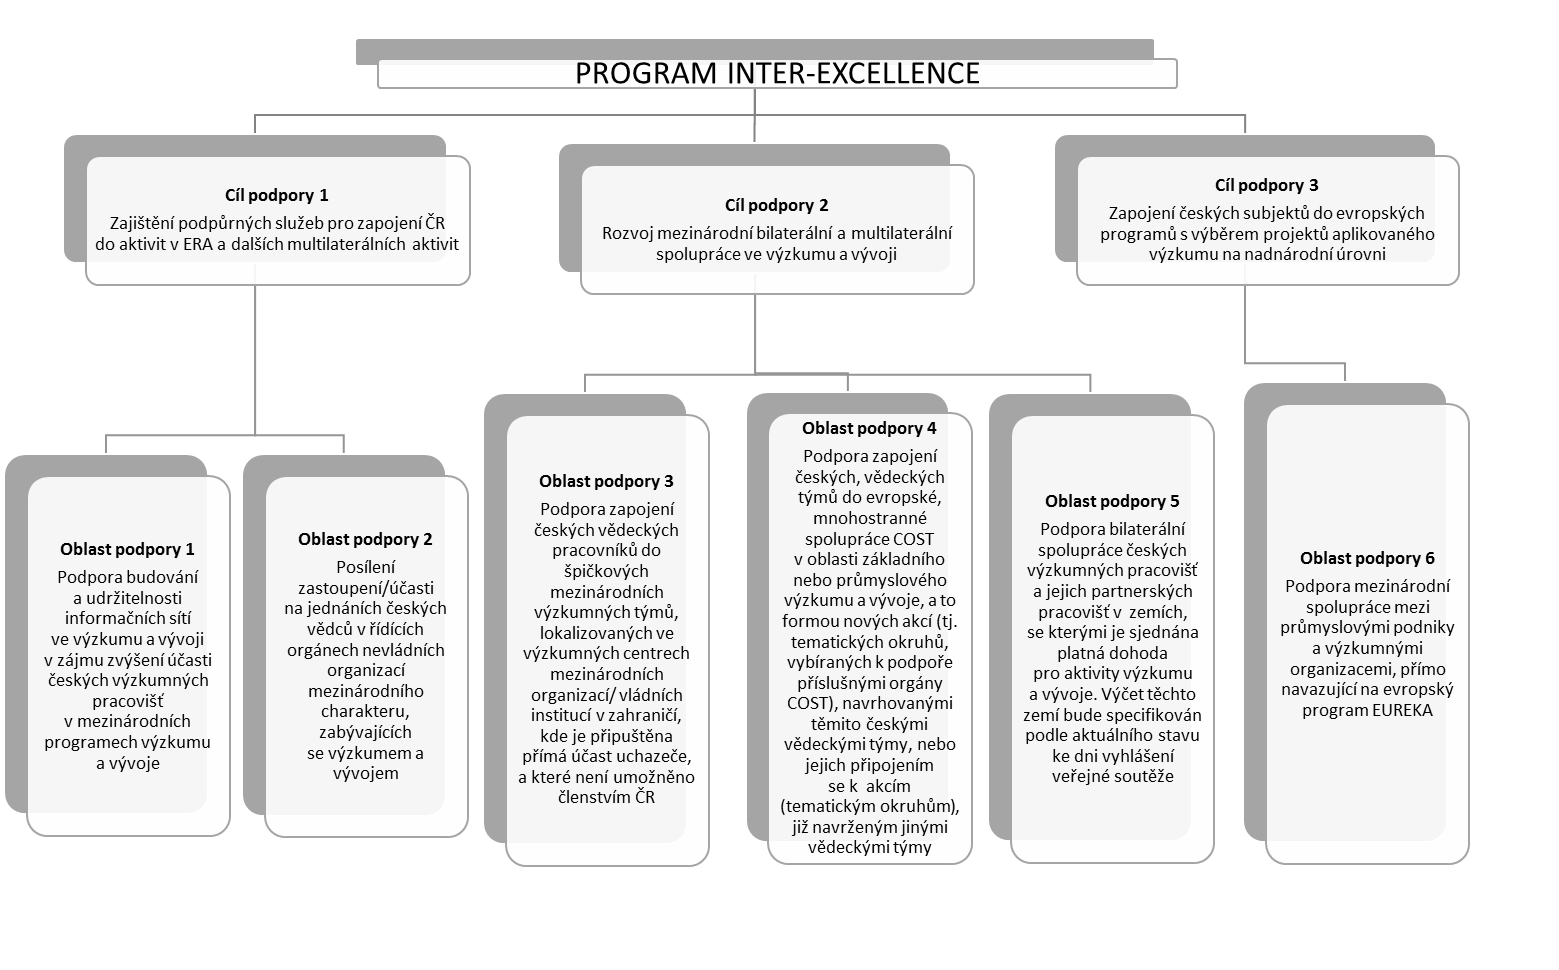 PROGRAM INTER-EXCELLENCE
Cíl podpory 1
Zajištění podpůrných služeb pro zapojení ČR
do aktivit v ERA a dalších multilaterálních aktivit
Cíl podpory 2
Rozvoj mezinárodní bilaterální a multilaterální
spolupráce ve výzkumu a vývoji
Cíl podpory 3
Zapojení českých subjektů do evropských
programů s výběrem projektů aplikovaného
výzkumu na nadnárodní úrovni
Oblast podpory 1
Podpora budování
a udržitelnosti
informačních sítí
ve výzkumu a vývoji
v zájmu zvýšení účasti
českých výzkumných
pracovišť
v mezinárodních
programech výzkumu
a vývoje
Oblast podpory 2
Posílení
zastoupení/účasti
na jednáních českých
vědců v řídících
orgánech nevládních
organizací
mezinárodního
charakteru,
zabývajících
se výzkumem a
vývojem
Oblast podpory 3
Podpora zapojení
českých vědeckých
pracovníků do
špičkových
mezinárodních
výzkumných týmů,
lokalizovaných ve
výzkumných centrech
mezinárodních
organizací/ vládních
institucí v zahraničí,
kde je připuštěna
přímá účast uchazeče,
a které není umožněno
členstvím ČR
Oblast podpory 4
Podpora zapojení
českých, vědeckých
týmů do evropské,
mnohostranné
spolupráce COST
v oblasti základního
nebo průmyslového
výzkumu a vývoje, a to
formou nových akcí (tj.
tematických okruhů,
vybíraných k podpoře
příslušnými orgány
COST), navrhovanými
těmito českými
vědeckými týmy, nebo
jejich připojením
se k akcím
(tematickým okruhům),
již navrženým jinými
vědeckými týmy
Oblast podpory 5
Podpora bilaterální
spolupráce českých
výzkumných pracovišť
a jejich partnerských
pracovišť v zemích,
se kterými je sjednána
platná dohoda
pro aktivity výzkumu
a vývoje. Výčet těchto
zemí bude specifikován
podle aktuálního stavu
ke dni vyhlášení
veřejné soutěže
Oblast podpory 6
Podpora mezinárodní
spolupráce mezi
průmyslovými podniky
a výzkumnými
organizacemi, přímo
navazující na evropský
program EUREKA